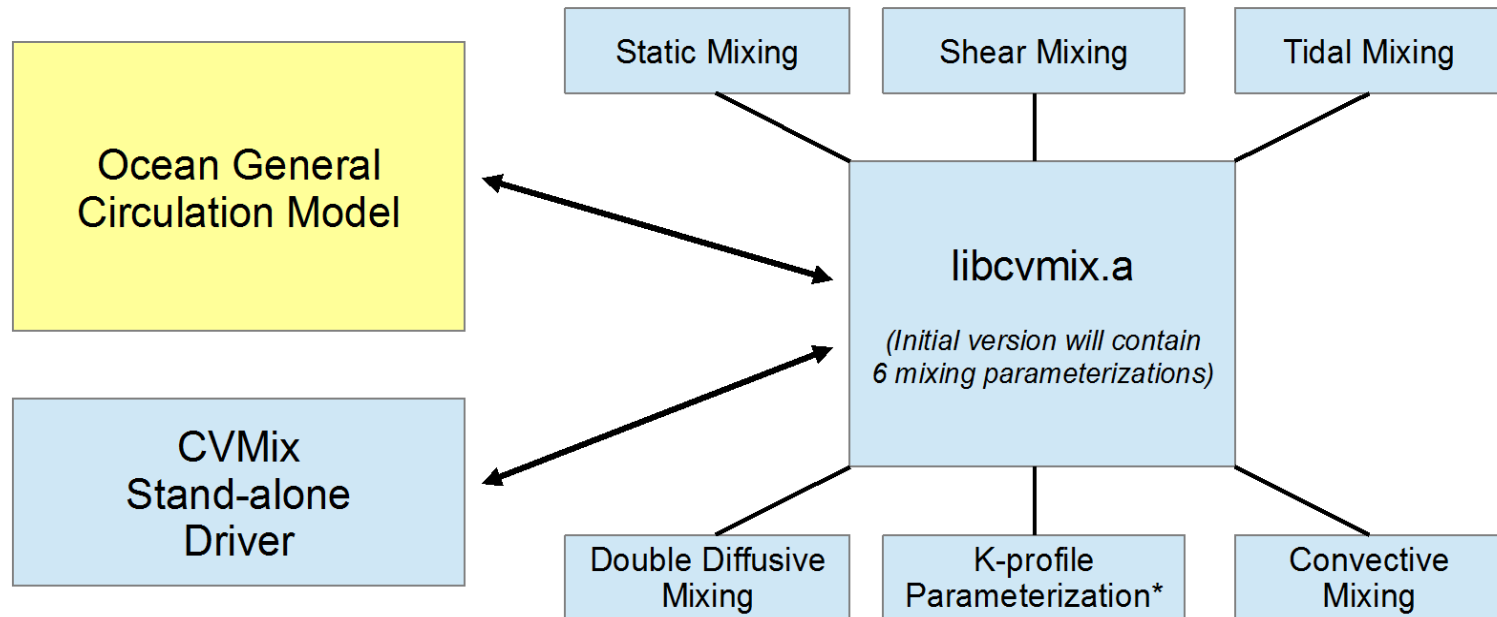 Static Mixing
Shear Mixing
Tidal Mixing
Ocean General
Circulation Model
libcvmix.a
(Initial version will contain
6 mixing parameterizations)
CVMix
Stand-alone
Driver
Double Diffusive
Mixing
K-profile
Parameterization*
Convective
Mixing